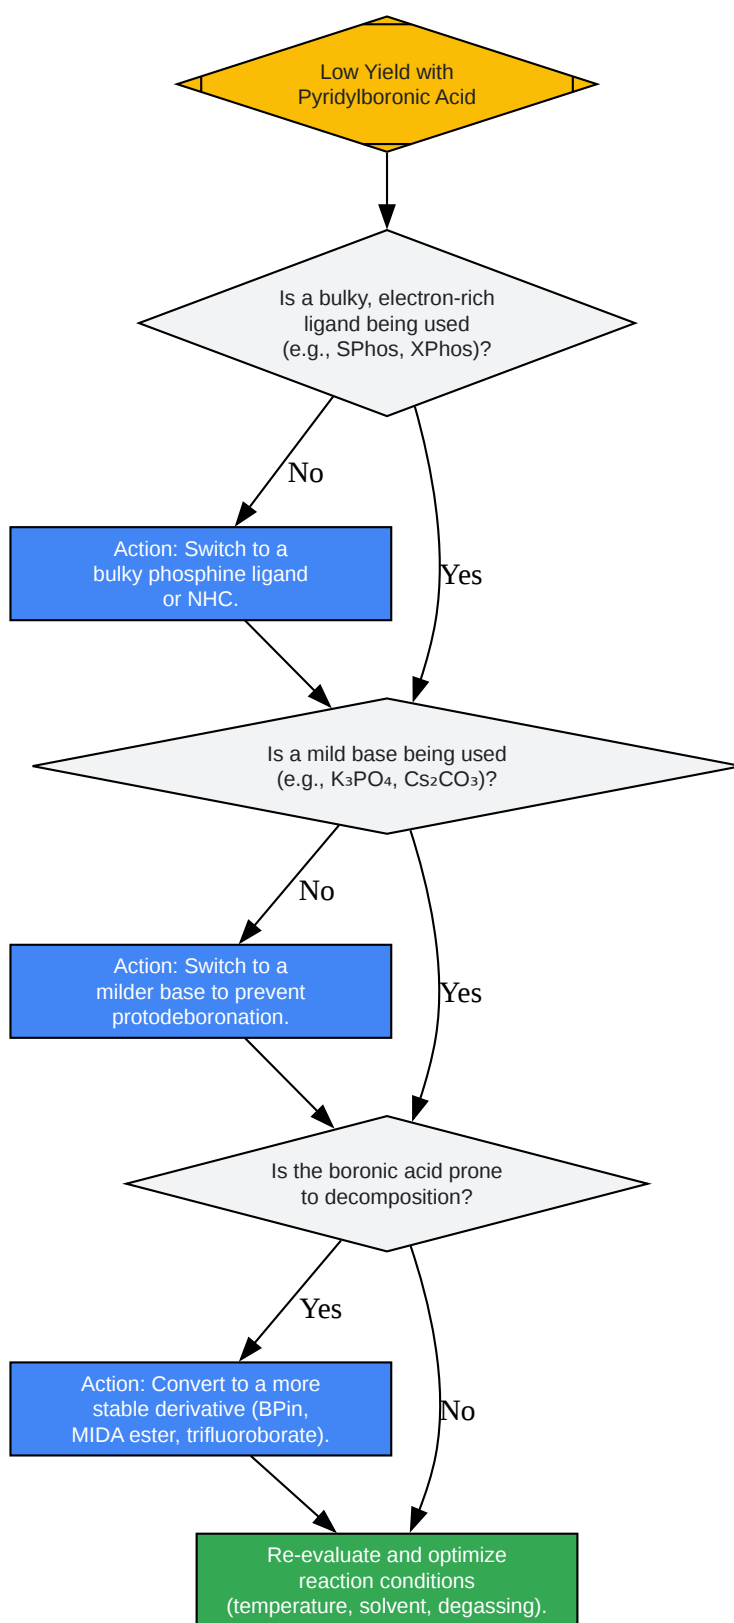 Low Yield with
Pyridylboronic Acid
Is a bulky, electron-rich
ligand being used
(e.g., SPhos, XPhos)?
No
Yes
Action: Switch to a
bulky phosphine ligand
or NHC.
Is a mild base being used
(e.g., K₃PO₄, Cs₂CO₃)?
No
Yes
Action: Switch to a
milder base to prevent
protodeboronation.
Is the boronic acid prone
to decomposition?
Yes
No
Action: Convert to a more
stable derivative (BPin,
MIDA ester, trifluoroborate).
Re-evaluate and optimize
reaction conditions
(temperature, solvent, degassing).